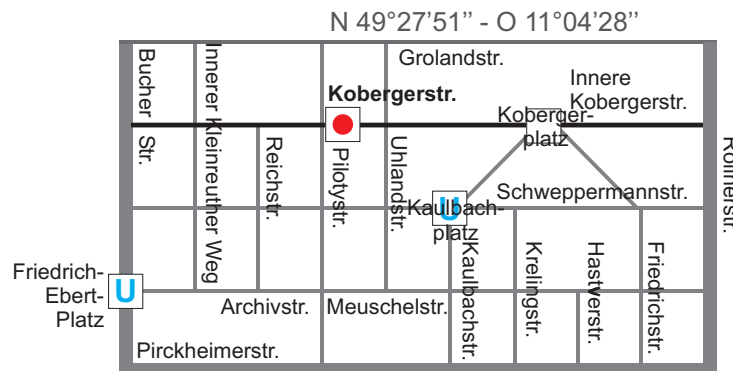 N 49°27’51’’ - O 11°04’28’’
Grolandstr.
Innere
Kobergerstr.
Kobergerstr.
Koberger-
platz
Bucher
Str.
Innerer Kleinreuther Weg
Reichstr.
Pilotystr.
Uhlandstr.
Rollnerstr.
Schweppermannstr.
U
Kaulbach-
platz
Kaulbachstr.
Krelingstr.
Hastverstr.
Friedrichstr.
Friedrich-
Ebert-
Platz
U
Archivstr.
Meuschelstr.
Pirckheimerstr.